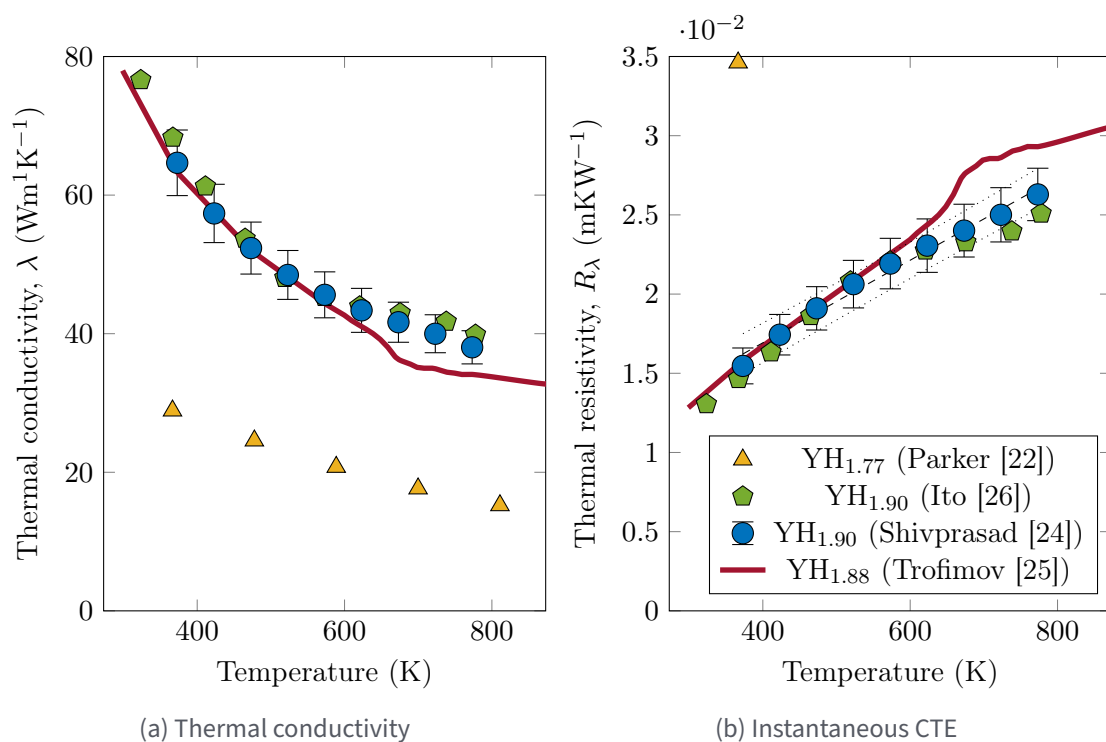 80
60
40
20
0
400
600
800
Temperature (K)
Thermal conductivity, λ (Wm¹K⁻¹)
(a) Thermal conductivity
·10⁻²
3.5
3
2.5
2
1.5
1
0.5
0
400
600
800
Temperature (K)
Thermal resistivity, R_λ (mKW⁻¹)
YH₁.₇₇ (Parker [22])
YH₁.₉₀ (Ito [26])
YH₁.₉₀ (Shivprasad [24])
YH₁.₈₈ (Trofimov [25])
(b) Instantaneous CTE